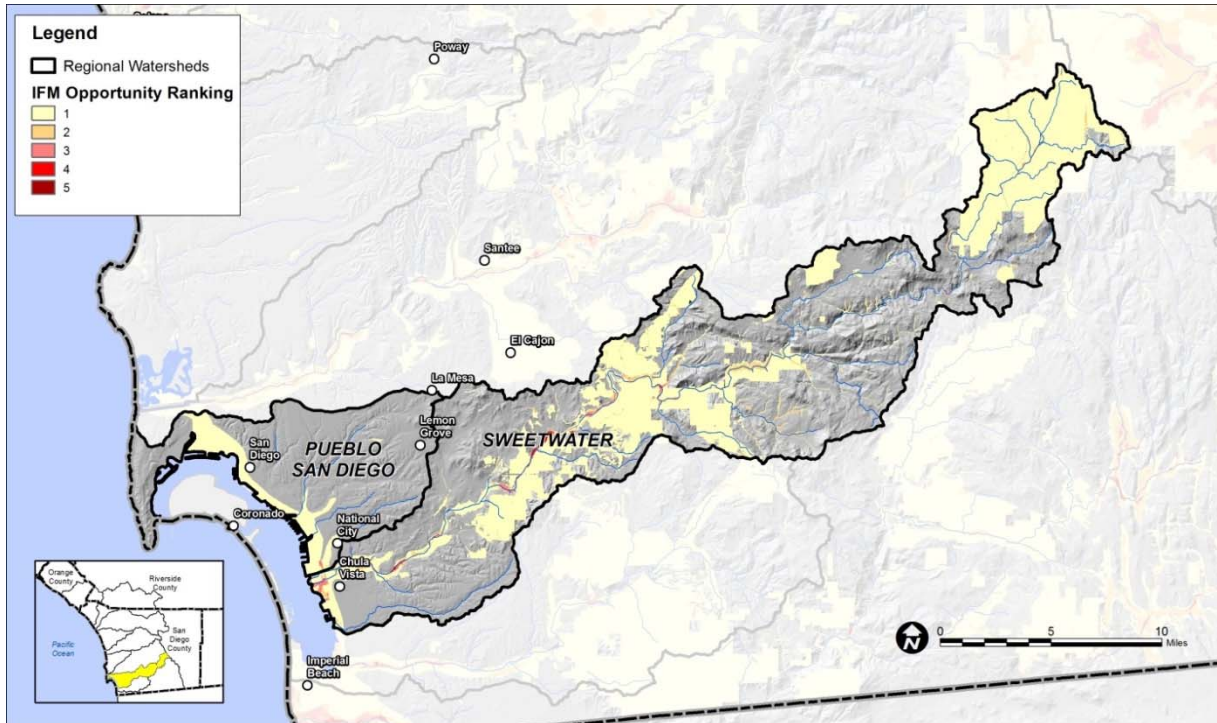 Legend
Regional Watersheds
IFM Opportunity Ranking
1
2
3
4
5
Poway
Santee
El Cajon
La Mesa
Lemon
Grove
SWEETWATER
PUEBLO
SAN DIEGO
San
Diego
Coronado
National
City
Chula
Vista
Imperial
Beach
Orange
County
Riverside
County
San
Diego
County
Pacific
Ocean
N
0
5
10
Miles